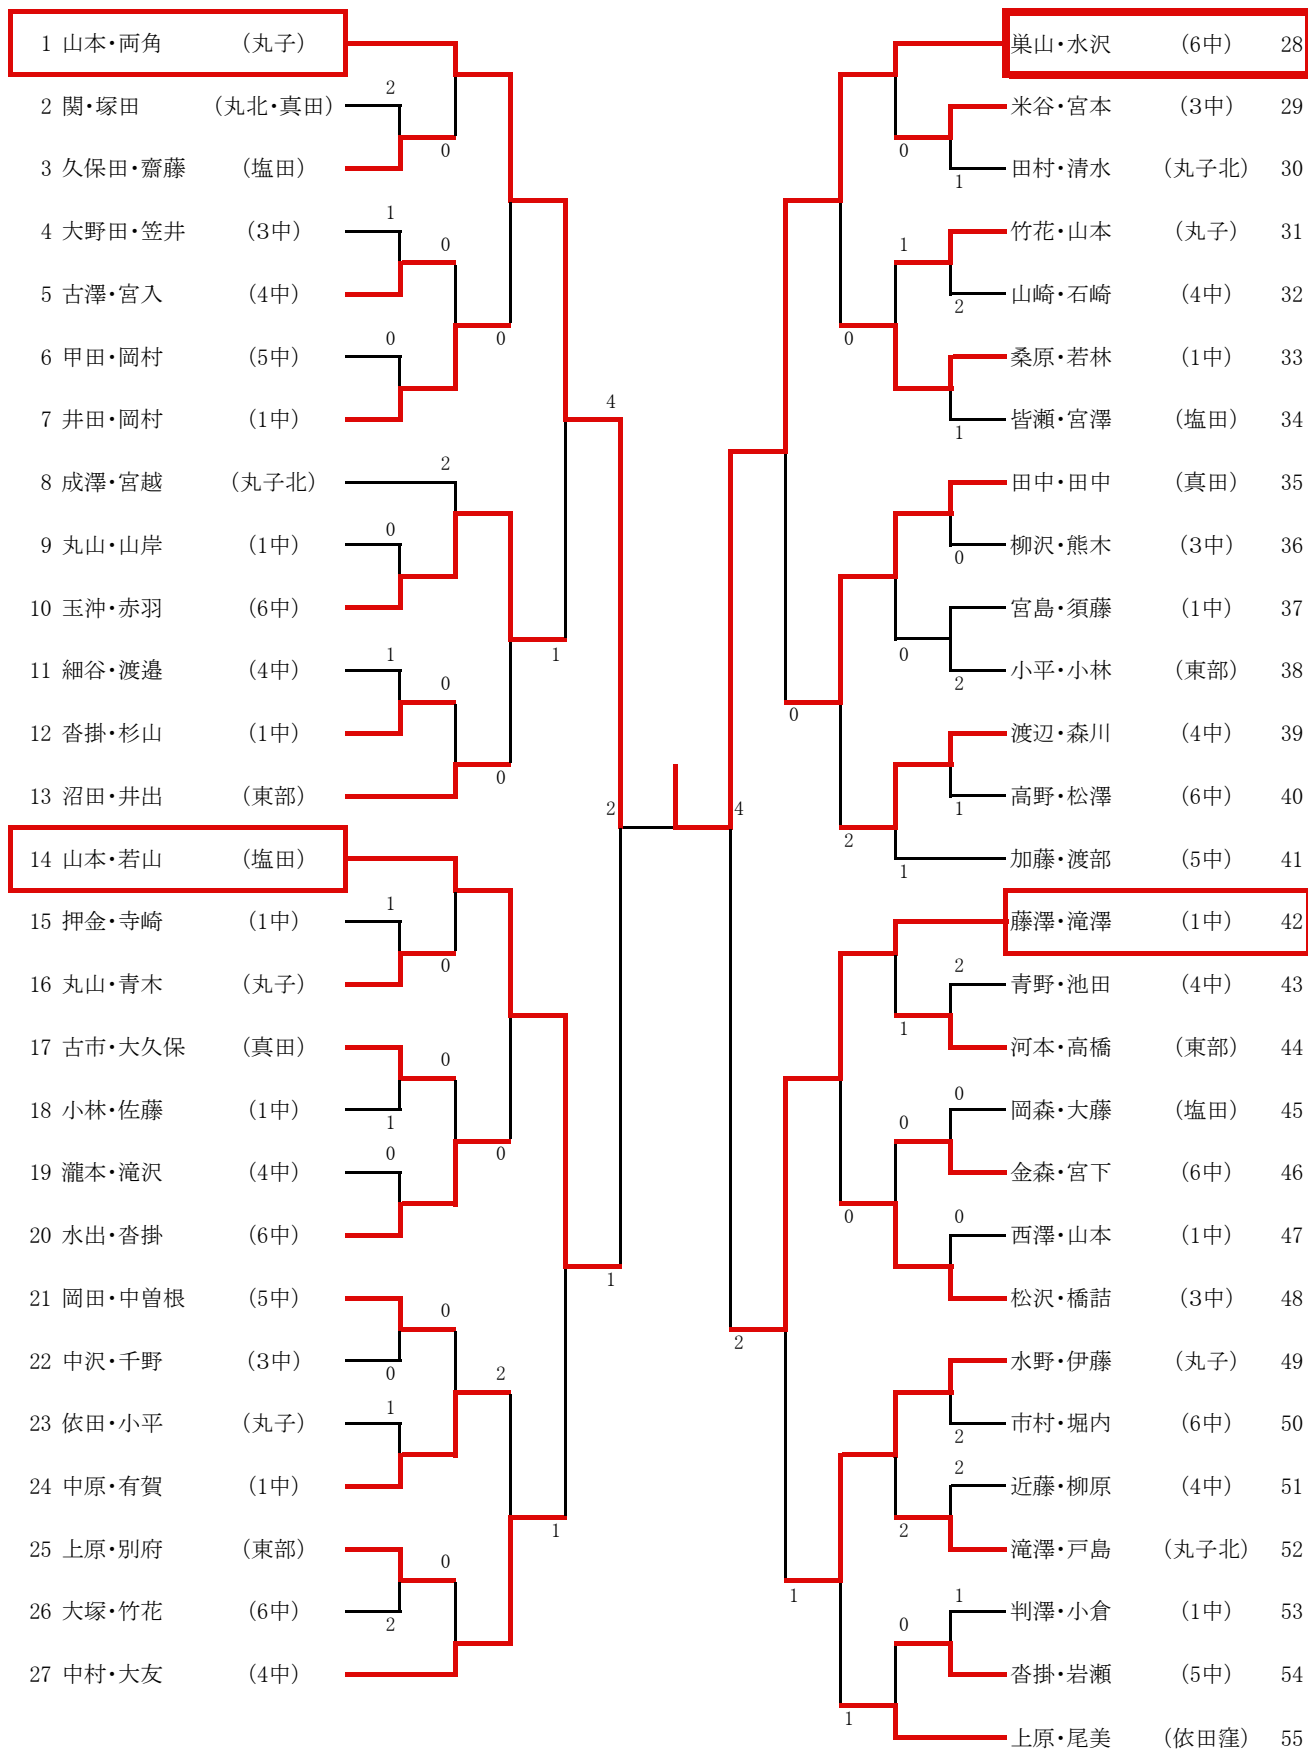 1 山本・両角 (丸子)
2 関・塚田 (丸北・真田)
3 久保田・齋藤 (塩田)
4 大野田・笠井 (3中)
5 古澤・宮入 (4中)
6 甲田・岡村 (5中)
7 井田・岡村 (1中)
8 成澤・宮越 (丸子北)
9 丸山・山岸 (1中)
10 玉沖・赤羽 (6中)
11 細谷・渡邉 (4中)
12 沓掛・杉山 (1中)
13 沼田・井出 (東部)
14 山本・若山 (塩田)
15 押金・寺崎 (1中)
16 丸山・青木 (丸子)
17 古市・大久保 (真田)
18 小林・佐藤 (1中)
19 瀧本・滝沢 (4中)
20 水出・沓掛 (6中)
21 岡田・中曽根 (5中)
22 中沢・千野 (3中)
23 依田・小平 (丸子)
24 中原・有賀 (1中)
25 上原・別府 (東部)
26 大塚・竹花 (6中)
27 中村・大友 (4中)
2
1
0
0
1
0
1
1
0
1
0
2
0
0
0
2
0
0
0
0
0
0
0
0
2
0
1
1
4
1
2
4
2
0
1
0
2
1
0
0
2
1
1
0
0
2
0
1
2
1
1
2
0
1
2
0
2
1
0
0
2
2
1
巣山・水沢 (6中) 28
米谷・宮本 (3中) 29
田村・清水 (丸子北) 30
竹花・山本 (丸子) 31
山崎・石崎 (4中) 32
桑原・若林 (1中) 33
皆瀬・宮澤 (塩田) 34
田中・田中 (真田) 35
柳沢・熊木 (3中) 36
宮島・須藤 (1中) 37
小平・小林 (東部) 38
渡辺・森川 (4中) 39
高野・松澤 (6中) 40
加藤・渡部 (5中) 41
藤澤・滝澤 (1中) 42
青野・池田 (4中) 43
河本・高橋 (東部) 44
岡森・大藤 (塩田) 45
金森・宮下 (6中) 46
西澤・山本 (1中) 47
松沢・橋詰 (3中) 48
水野・伊藤 (丸子) 49
市村・堀内 (6中) 50
近藤・柳原 (4中) 51
滝澤・戸島 (丸子北) 52
判澤・小倉 (1中) 53
沓掛・岩瀬 (5中) 54
上原・尾美 (依田窪) 55